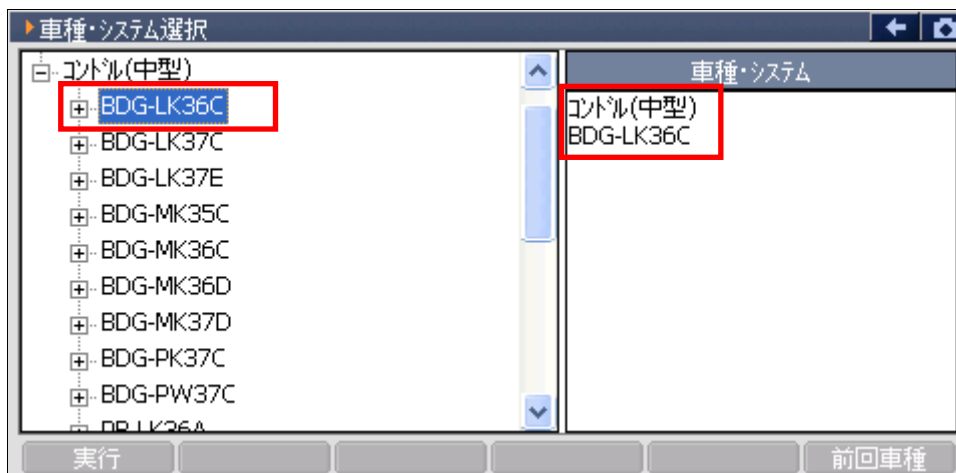 車種・システム選択
コンドル(中型)
BDG-LK36C
BDG-LK37C
BDG-LK37E
BDG-MK35C
BDG-MK36C
BDG-MK36D
BDG-MK37D
BDG-PK37C
BDG-PW37C
車種・システム
コンドル(中型)
BDG-LK36C
実行
前回車種